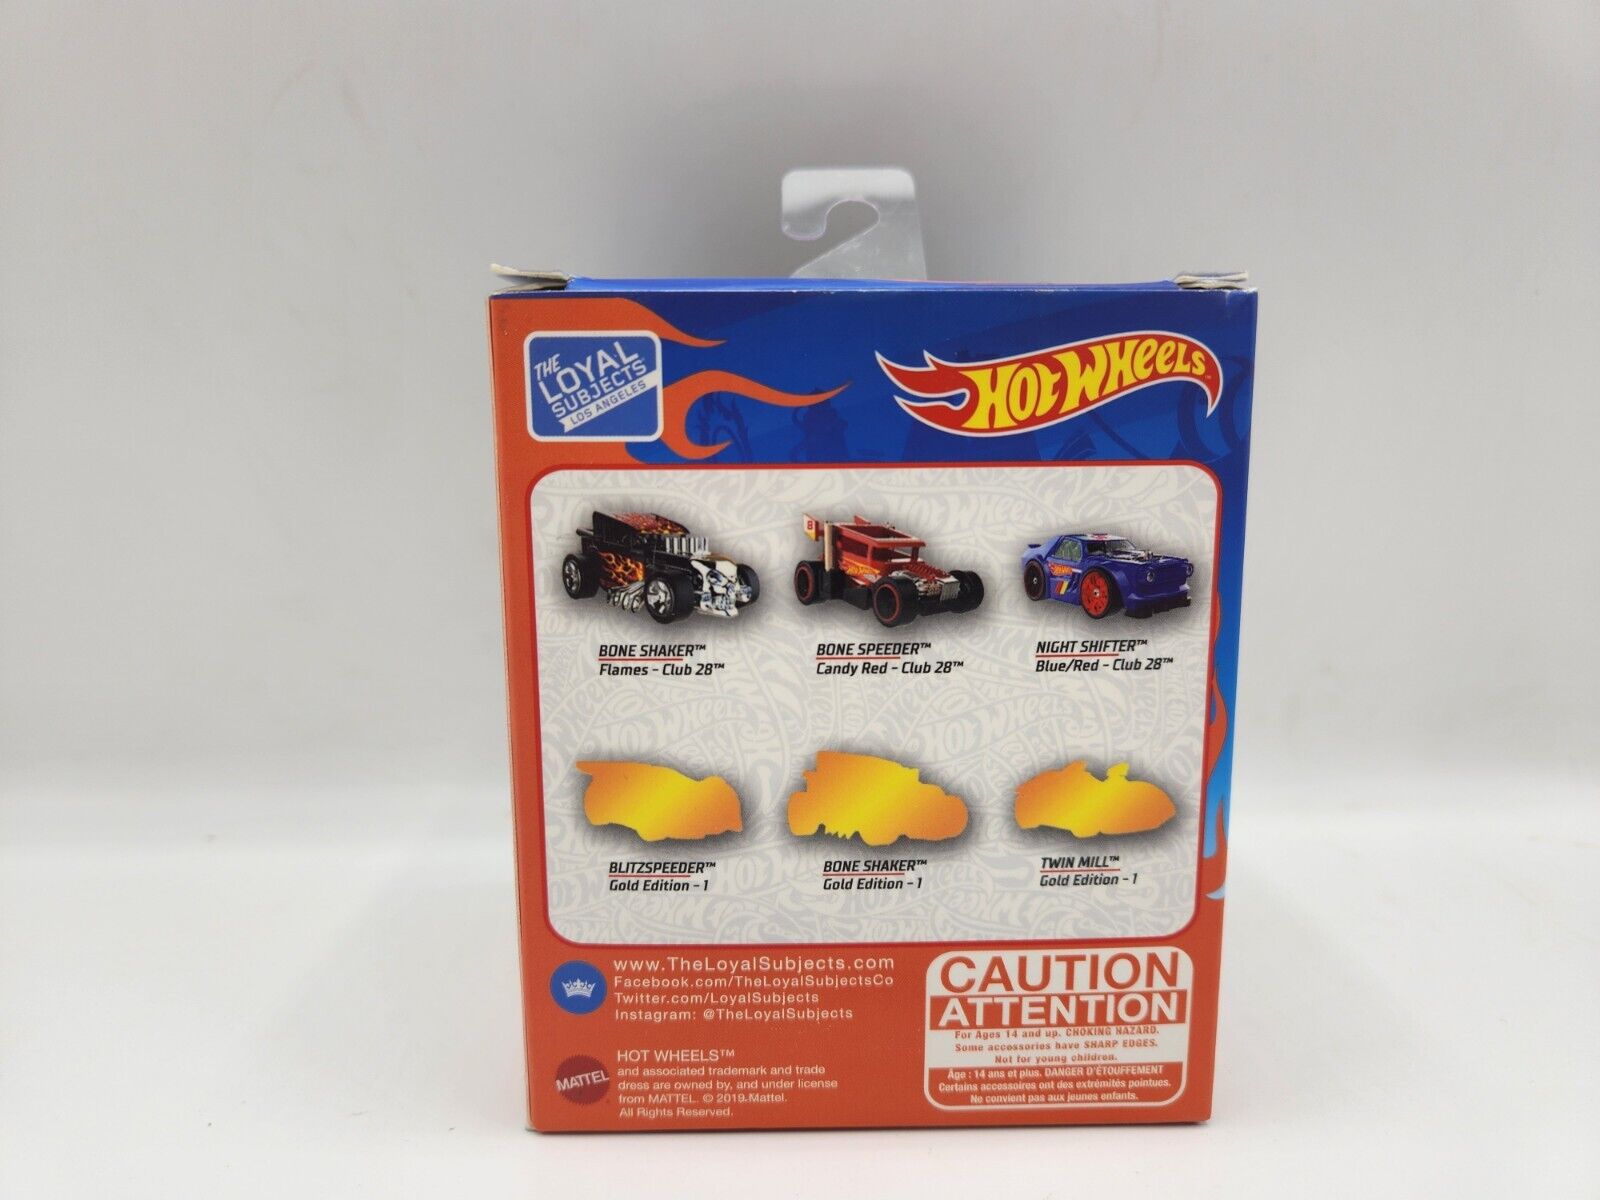 THE
LOYAL
SUBJECTS
LOS ANGELES
HOT WHEELS™
8
BONE SHAKER™
Flames - Club 28™
BONE SPEEDER™
Candy Red - Club 28™
NIGHT SHIFTER™
Blue/Red - Club 28™
BLITZSPEEDER™
Gold Edition - 1
BONE SHAKER™
Gold Edition - 1
TWIN MILL™
Gold Edition - 1
www.TheLoyalSubjects.com
Facebook.com/TheLoyalSubjectsCo
Twitter.com/LoyalSubjects
Instagram: @TheLoyalSubjects
MATTEL
HOT WHEELS™
and associated trademark and trade
dress are owned by, and under license
from MATTEL. © 2019 Mattel.
All Rights Reserved.
CAUTION
ATTENTION
For Ages 14 and up. CHOKING HAZARD.
Some accessories have SHARP EDGES.
Not for young children.
Âge : 14 ans et plus. DANGER D'ÉTOUFFEMENT
Certains accessoires ont des extrémités pointues.
Ne convient pas aux jeunes enfants.